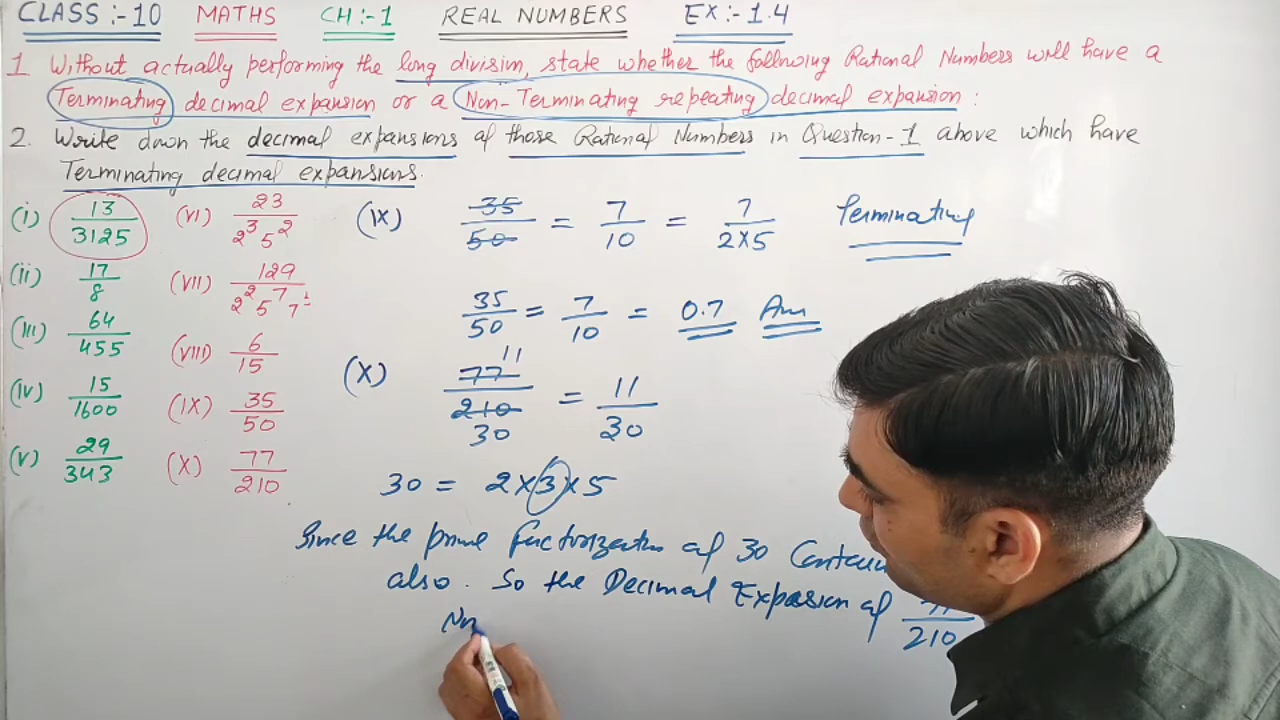 CLASS :- 10 MATHS CH :- 1 REAL NUMBERS EX :- 1.4
1. Without actually performing the long division, state whether the following Rational Numbers will have a
Terminating decimal expansion or a Non-Terminating repeating decimal expansion :
2. Write down the decimal expansions of those Rational Numbers in Question-1 above which have
Terminating decimal expansions.
(i) 13/3125
(ii) 17/8
(iii) 64/455
(iv) 15/1600
(v) 29/343
(VI) 23/2³5²
(VII) 129/2²5⁷7¹
(VIII) 6/15
(IX) 35/50
(X) 77/210
(IX) 35/50 = 7/10 = 7/2×5 Terminating
35/50 = 7/10 = 0.7 Ans
(X) 77/210 11/30 = 11/30
30 = 2×3×5
Since the prime factorization of 30
also. So the Decimal Expansion of /210